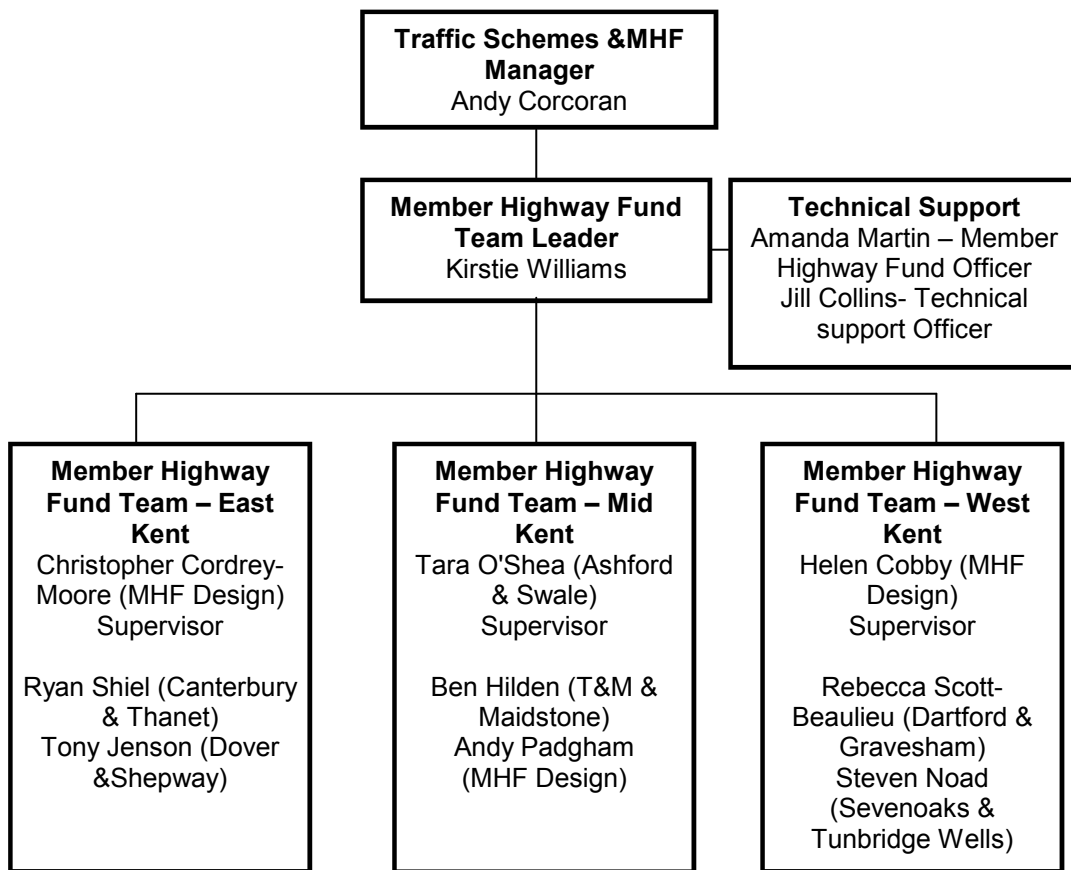 Traffic Schemes &MHF
Manager
Andy Corcoran
Member Highway Fund
Team Leader
Kirstie Williams
Technical Support
Amanda Martin – Member
Highway Fund Officer
Jill Collins- Technical
support Officer
Member Highway
Fund Team – East
Kent
Christopher Cordrey-
Moore (MHF Design)
Supervisor
Ryan Shiel (Canterbury
& Thanet)
Tony Jenson (Dover
&Shepway)
Member Highway
Fund Team – Mid
Kent
Tara O'Shea (Ashford
& Swale)
Supervisor
Ben Hilden (T&M &
Maidstone)
Andy Padgham
(MHF Design)
Member Highway
Fund Team – West
Kent
Helen Cobby (MHF
Design)
Supervisor
Rebecca Scott-
Beaulieu (Dartford &
Gravesham)
Steven Noad
(Sevenoaks &
Tunbridge Wells)